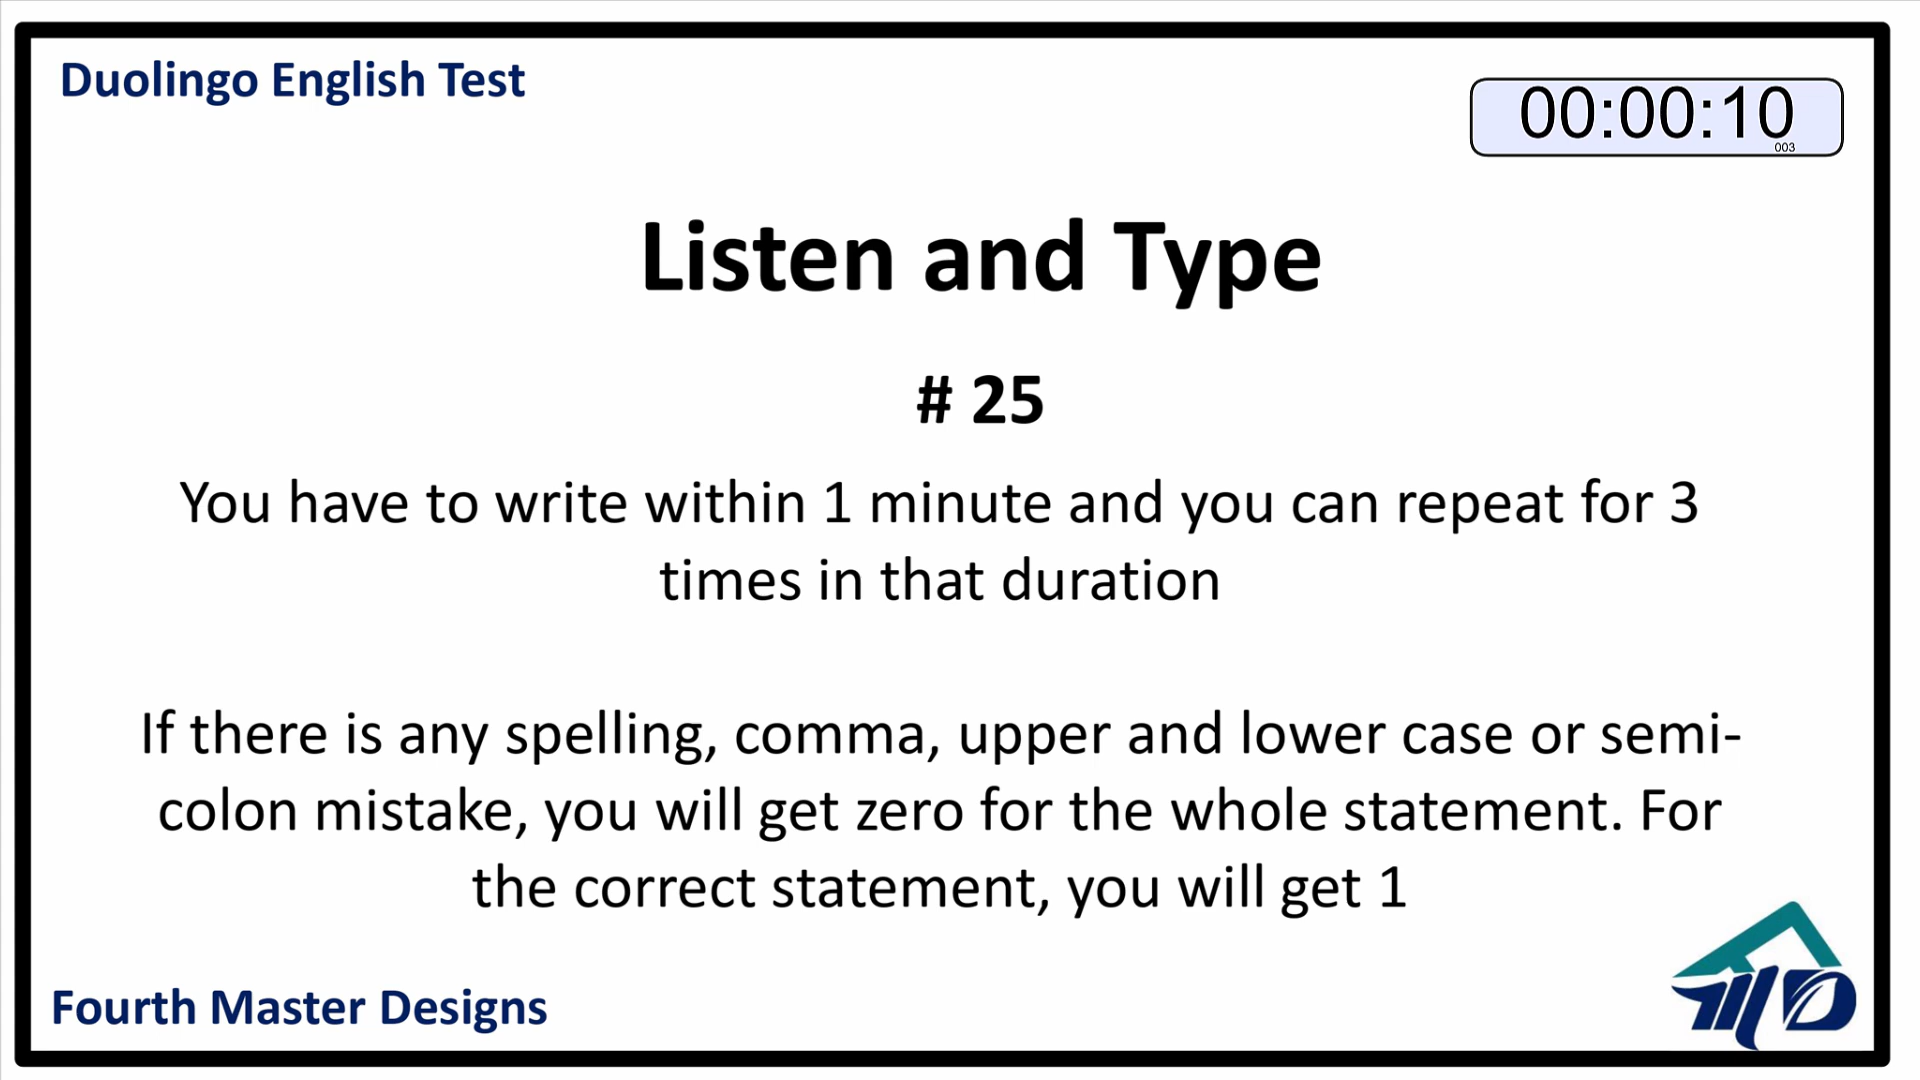 Duolingo English Test
00:00:10
003
Listen and Type
# 25
You have to write within 1 minute and you can repeat for 3
times in that duration
If there is any spelling, comma, upper and lower case or semi-
colon mistake, you will get zero for the whole statement. For
the correct statement, you will get 1
Fourth Master Designs